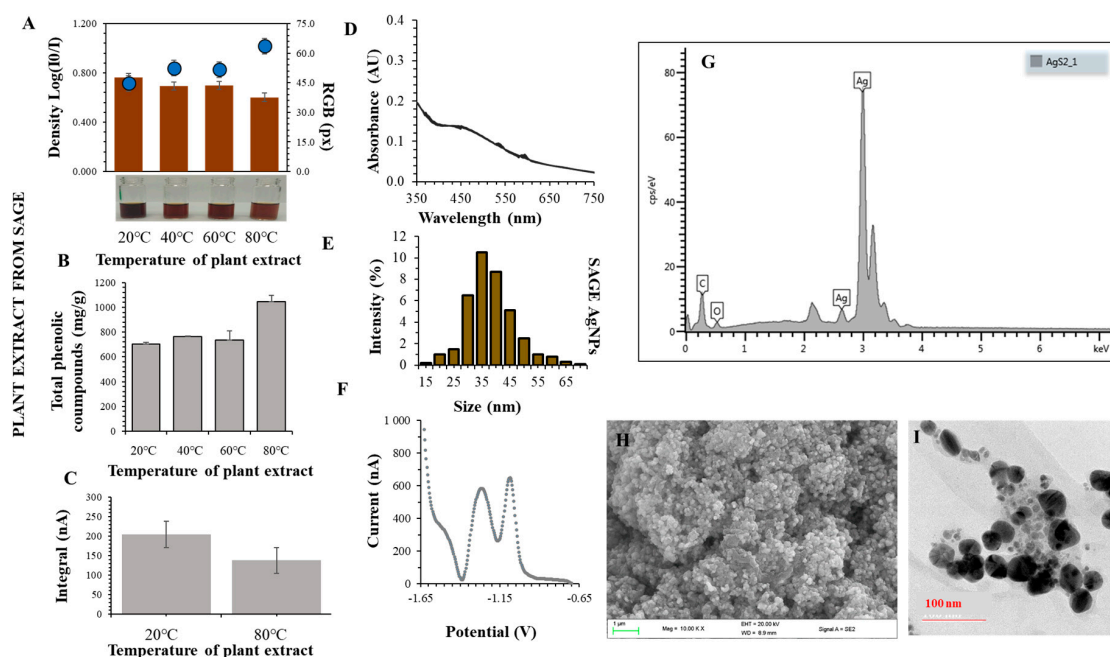 PLANT EXTRACT FROM SAGE
A
Density Log(I0/I)
1.200
0.800
0.400
0.000
75.0
60.0
45.0
30.0
15.0
0.0
RGB (px)
20°C 40°C 60°C 80°C
Temperature of plant extract
B
Total phenolic
coumpounds (mg/g)
1200
1000
800
600
400
200
0
20°C 40°C 60°C 80°C
Temperature of plant extract
C
Integral (nA)
300
250
200
150
100
50
0
20°C 80°C
Temperature of plant extract
D
Absorbance (AU)
0.4
0.3
0.2
0.1
0.0
350 450 550 650 750
Wavelength (nm)
E
Intensity (%)
12
10
8
6
4
2
0
15 25 35 45 55 65
Size (nm)
SAGE AgNPs
F
Current (nA)
1 000
800
600
400
200
0
-1.65 -1.15 -0.65
Potential (V)
G
AgS2_1
cps/eV
80
60
40
20
0
C
O
Ag
Ag
0 1 2 3 4 5 6 7 keV
H
1 µm
Mag = 10.00 K X
EHT = 20.00 kV
WD = 8.9 mm
Signal A = SE2
I
100 nm